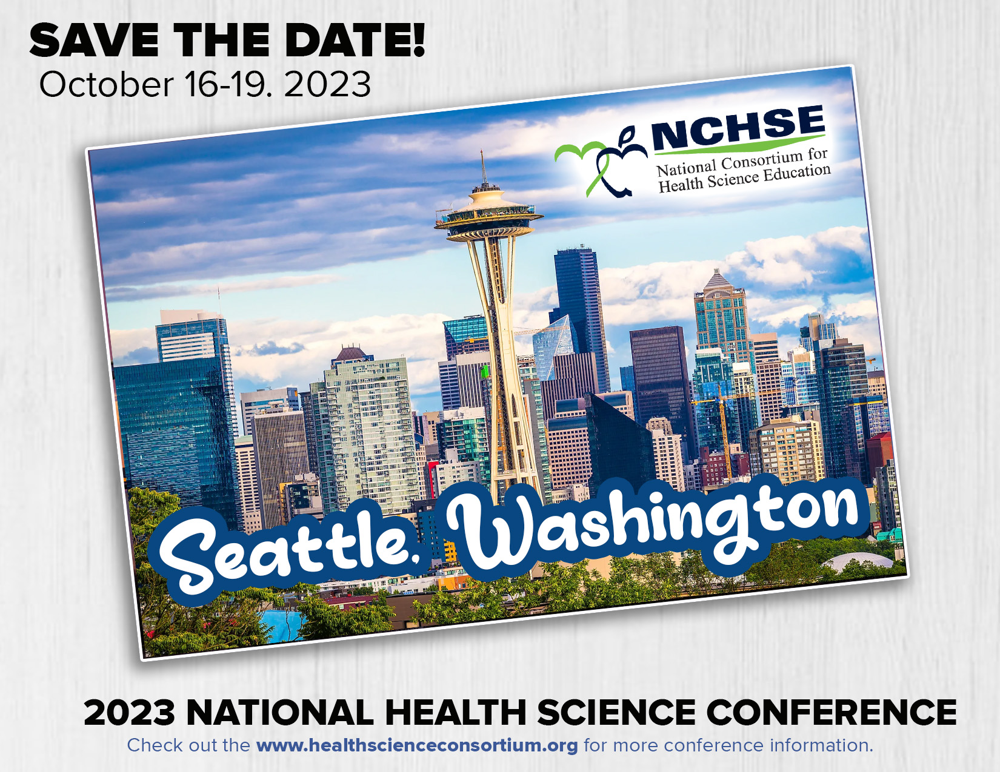 SAVE THE DATE!
October 16-19. 2023
NCHSE
National Consortium for
Health Science Education
Seattle, Washington
2023 NATIONAL HEALTH SCIENCE CONFERENCE
Check out the www.healthscienceconsortium.org for more conference information.